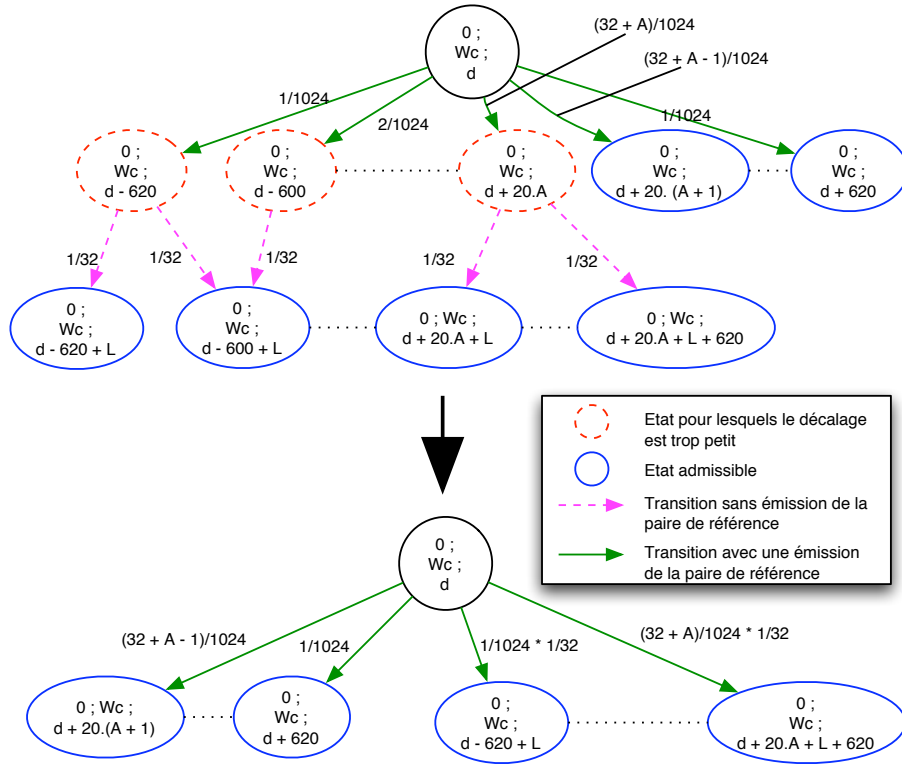 0 ;
Wc ;
d
(32 + A)/1024
(32 + A - 1)/1024
1/1024
2/1024
1/1024
0 ;
Wc ;
d - 620
0 ;
Wc ;
d - 600
0 ;
Wc ;
d + 20.A
0 ;
Wc ;
d + 20. (A + 1)
0 ;
Wc ;
d + 620
1/32
1/32
1/32
1/32
1/32
0 ;
Wc ;
d - 620 + L
0 ;
Wc ;
d - 600 + L
0 ; Wc ;
d + 20.A + L
0 ; Wc ;
d + 20.A + L + 620
Etat pour lesquels le décalage
est trop petit
Etat admissible
Transition sans émission de la
paire de référence
Transition avec une émission
de la paire de référence
0 ;
Wc ;
d
(32 + A - 1)/1024
1/1024
1/1024 * 1/32
(32 + A)/1024 * 1/32
0 ; Wc ;
d + 20.(A + 1)
0 ;
Wc ;
d + 620
0 ;
Wc ;
d - 620 + L
0 ;
Wc ;
d + 20.A + L + 620